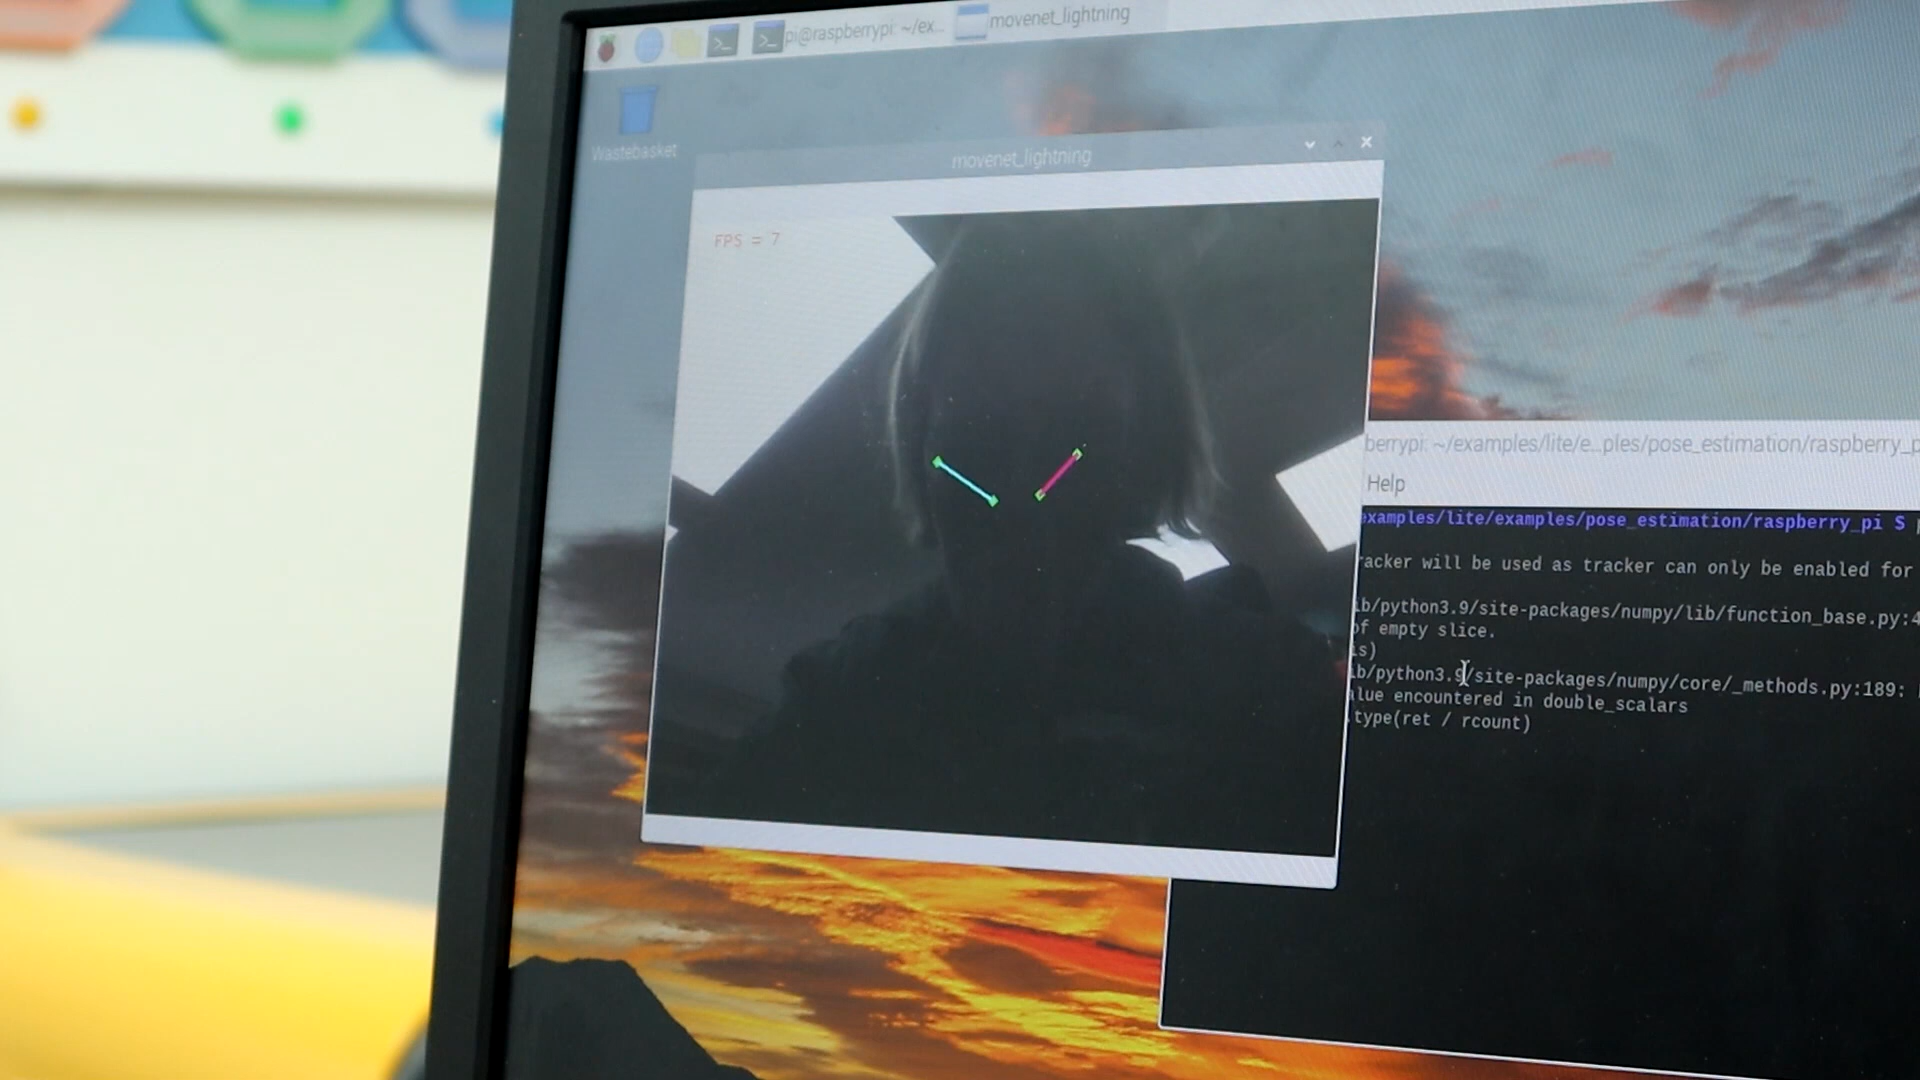 pi@raspberrypi: ~/ex...
movenet_lightning
Wastebasket
movenet_lightning
FPS = 7
berrypi: ~/examples/lite/e...ples/pose_estimation/raspberry_p
Help
examples/lite/examples/pose_estimation/raspberry_pi $ p
racker will be used as tracker can only be enabled for
ib/python3.9/site-packages/numpy/lib/function_base.py:4
of empty slice.
is)
ib/python3.9/site-packages/numpy/core/_methods.py:189:
alue encountered in double_scalars
.type(ret / rcount)